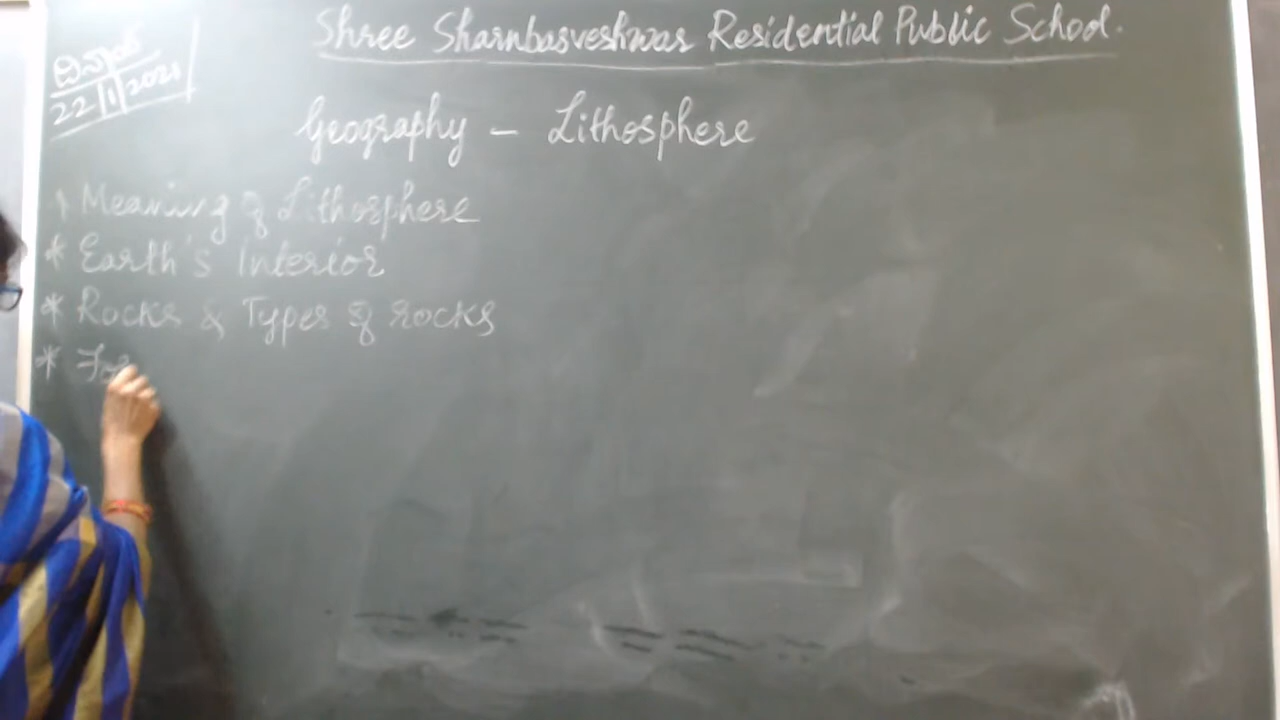 Shree Sharnbasveshwar Residential Public School.
ದಿನಾಂಕ
22/1/2021
Geography - Lithosphere
* Meaning of Lithosphere
* Earth's Interior
* Rocks & Types of rocks
* For